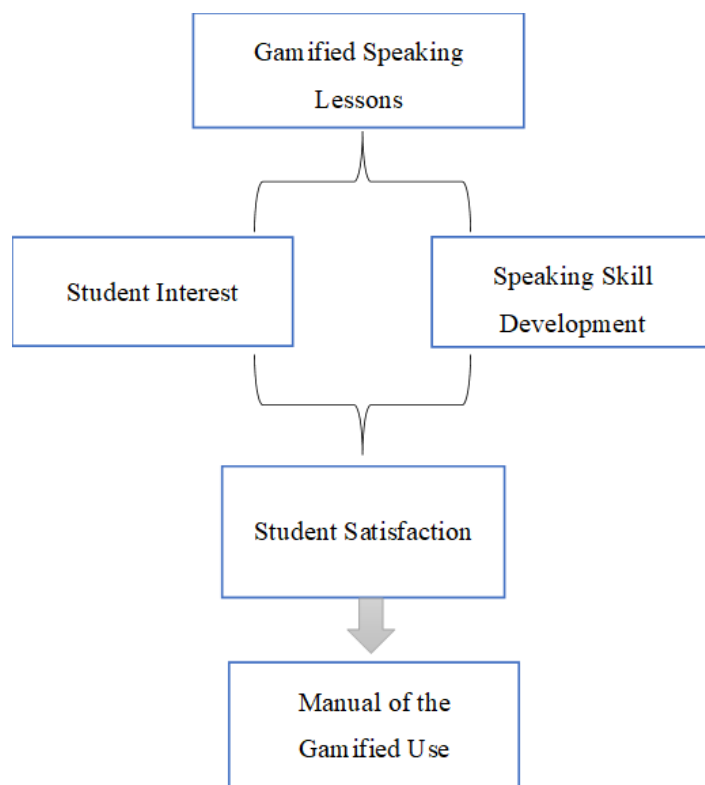 Gamified Speaking
Lessons
Student Interest
Speaking Skill
Development
Student Satisfaction
Manual of the
Gamified Use